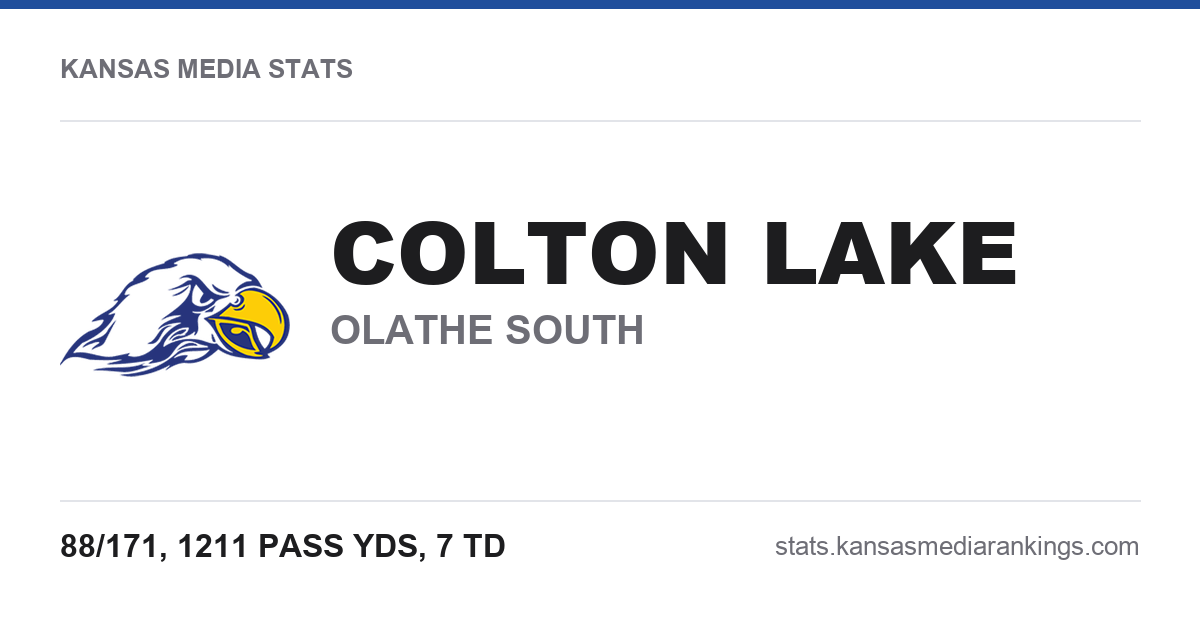 KANSAS MEDIA STATS
COLTON LAKE
OLATHE SOUTH
88/171, 1211 PASS YDS, 7 TD
stats.kansasmediarankings.com